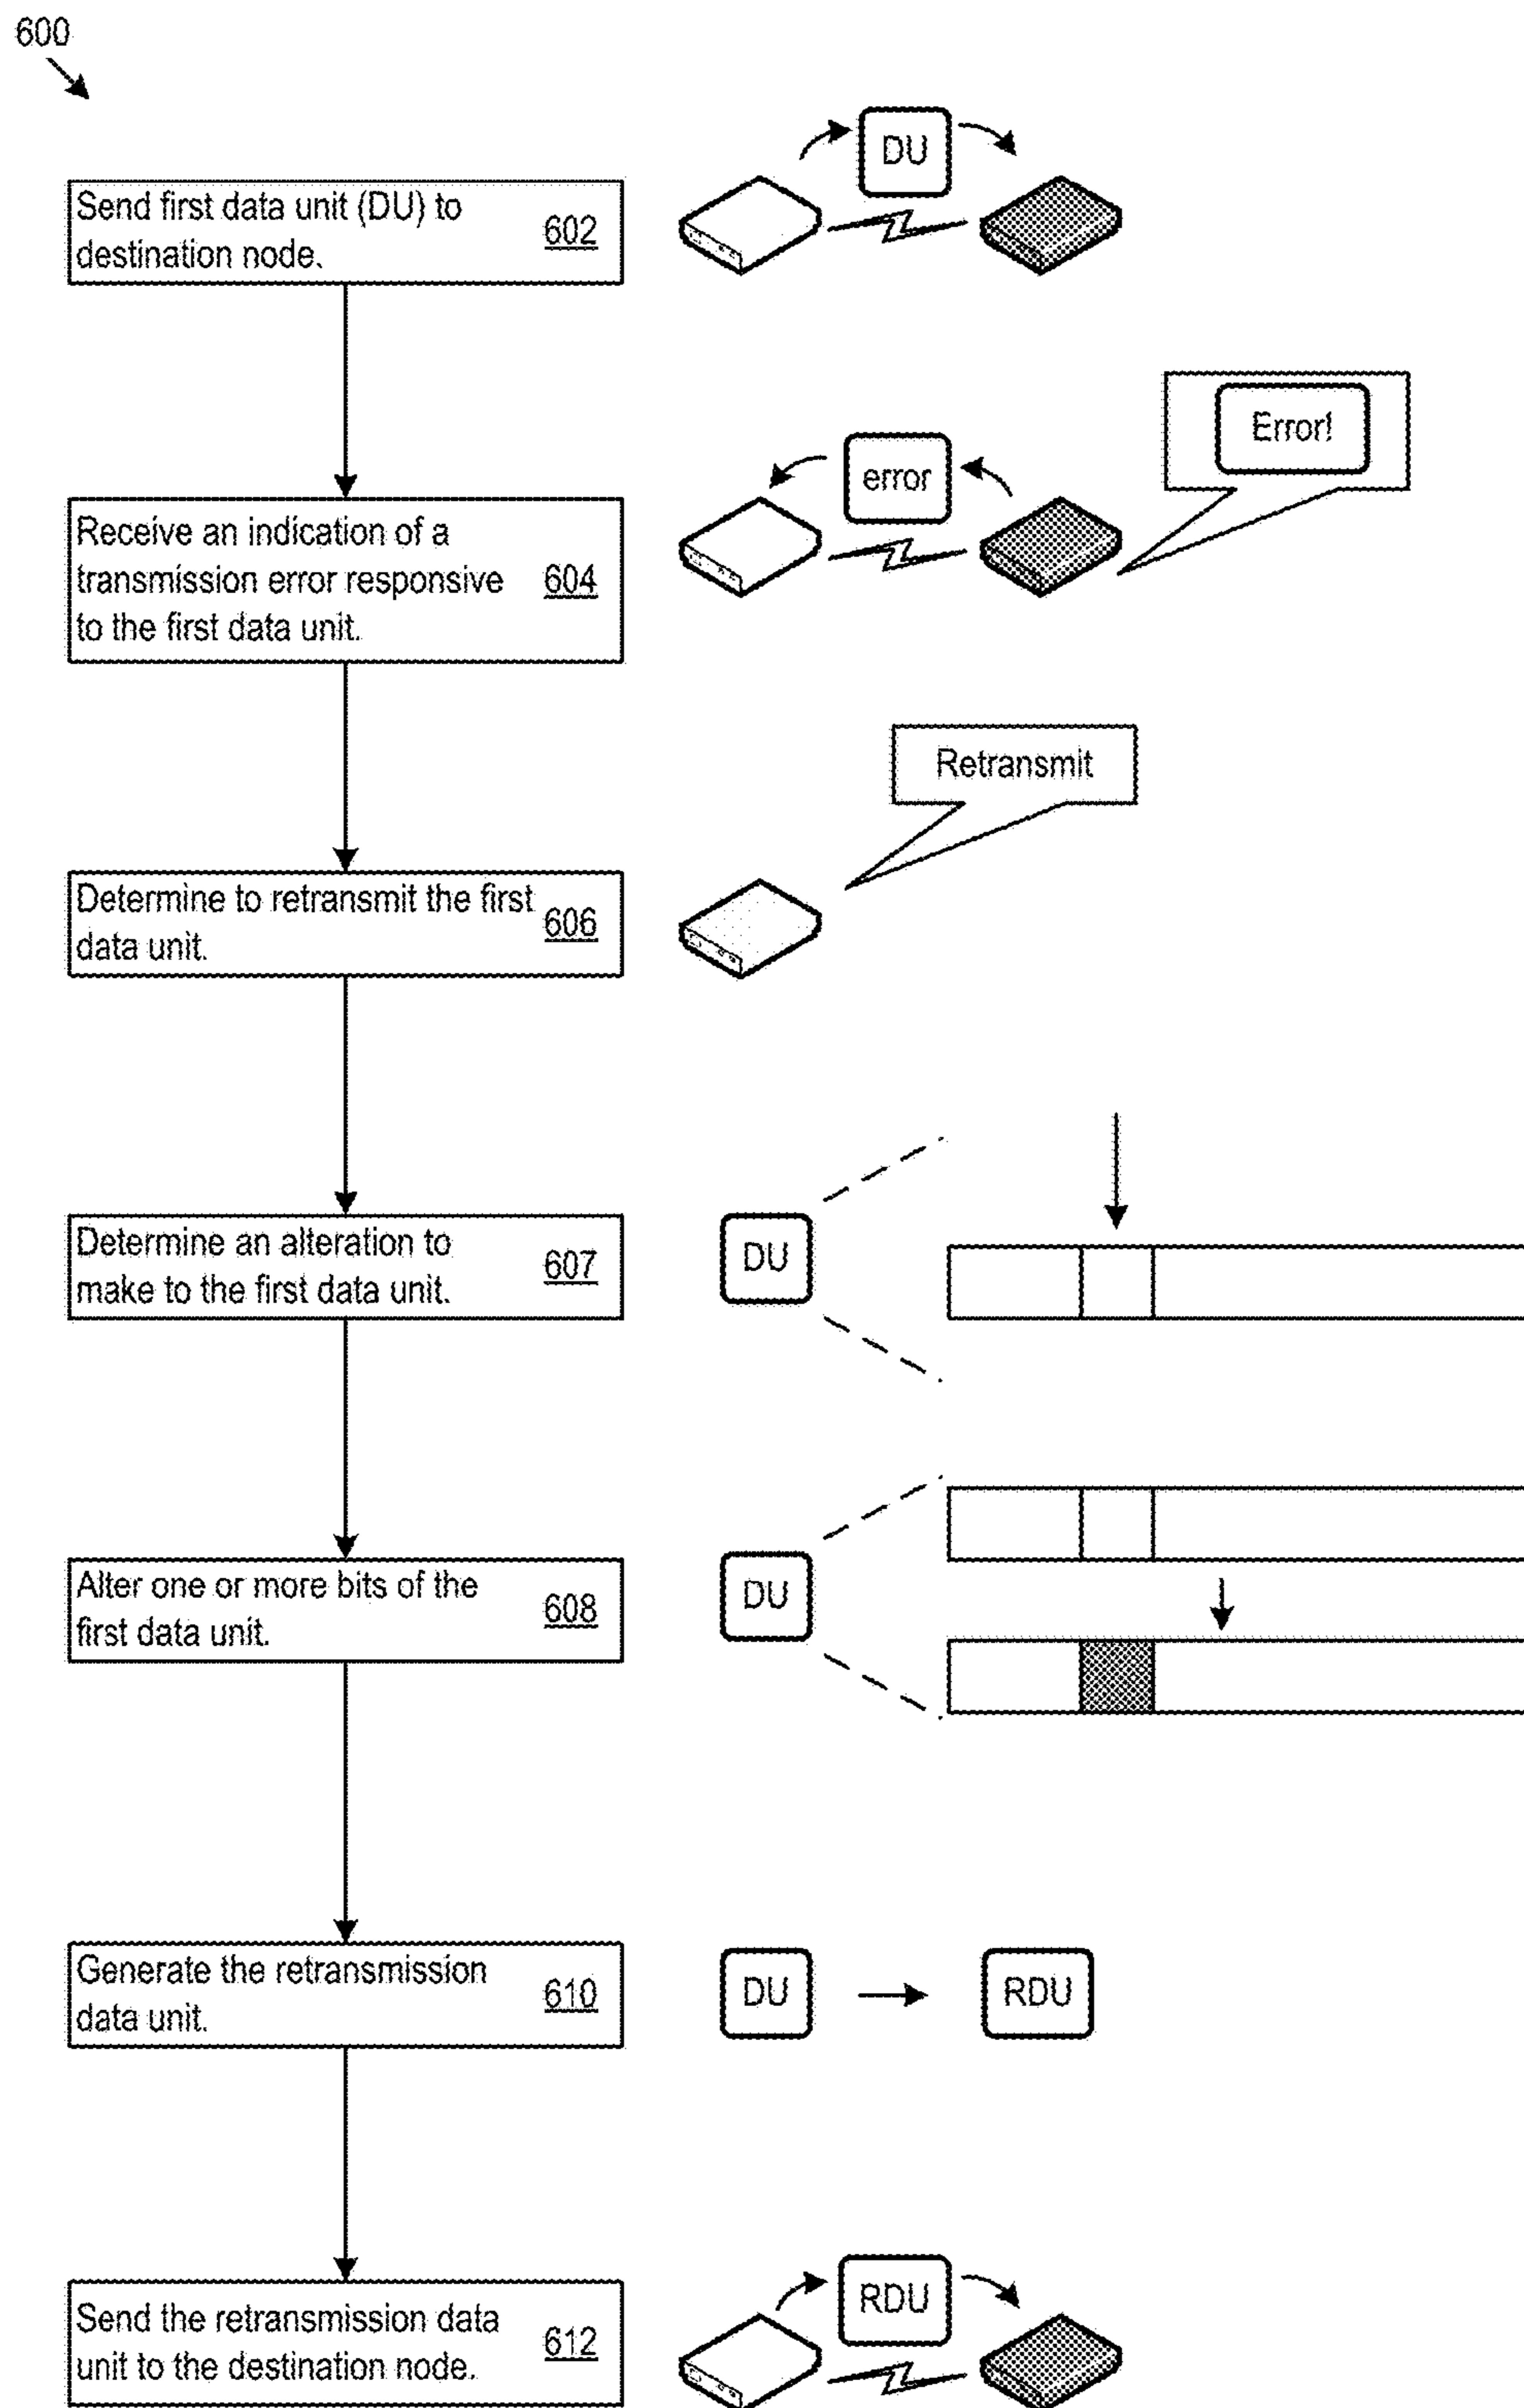 600
DU
Send first data unit (DU) to
destination node.
602
Error!
error
Receive an indication of a
transmission error responsive
to the first data unit.
604
Retransmit
Determine to retransmit the first
data unit.
606
Determine an alteration to
make to the first data unit.
607
DU
Alter one or more bits of the
first data unit.
608
DU
Generate the retransmission
data unit.
610
DU
RDU
Send the retransmission data
unit to the destination node.
612
RDU